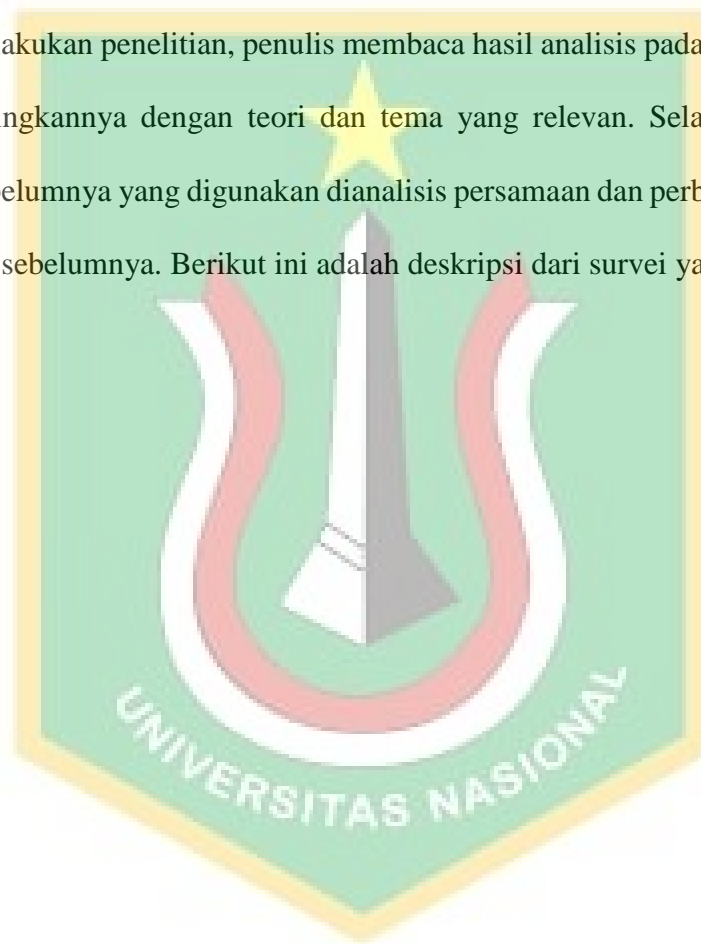 akukan penelitian, penulis membaca hasil analisis pada
ngkannya dengan teori dan tema yang relevan. Sela
elumnya yang digunakan dianalisis persamaan dan perb
sebelumnya. Berikut ini adalah deskripsi dari survei ya
UNIVERSITAS NASIONAL